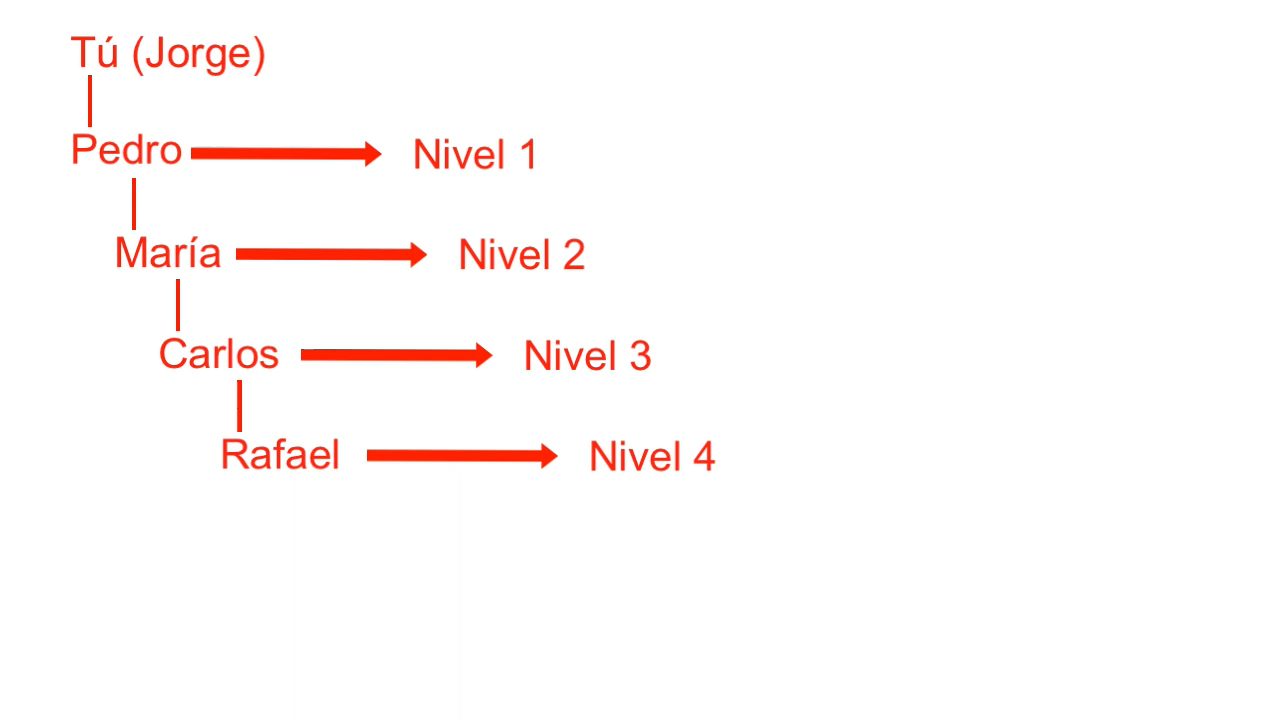 Tú (Jorge)
Pedro Nivel 1
María Nivel 2
Carlos Nivel 3
Rafael Nivel 4